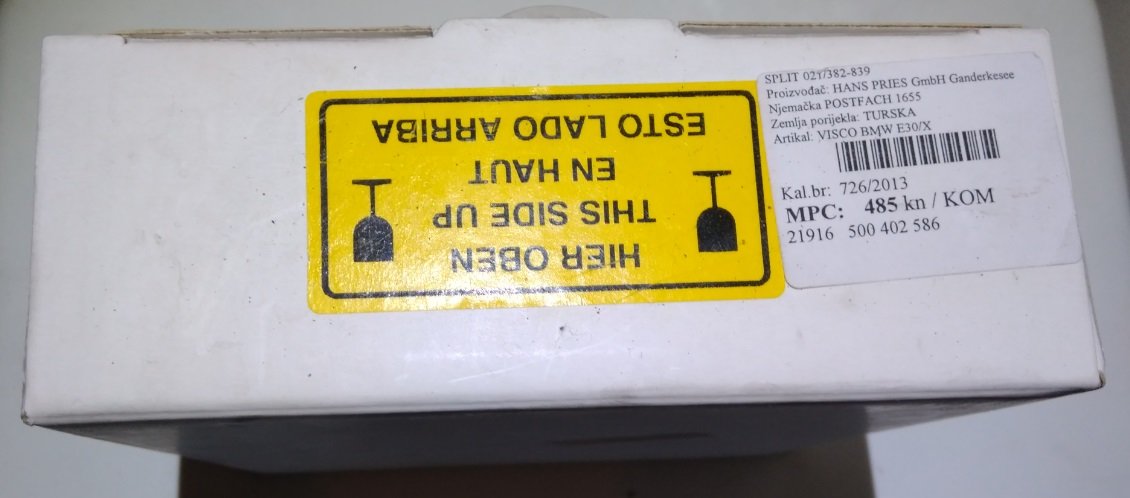 HIER OBEN
THIS SIDE UP
EN HAUT
ESTO LADO ARRIBA
SPLIT 021/382-839
Proizvođač: HANS PRIES GmbH Ganderkesee
Njemačka POSTFACH 1655
Zemlja porijekla: TURSKA
Artikal: VISCO BMW E30/X
Kal.br: 726/2013
MPC: 485 kn / KOM
21916 500 402 586